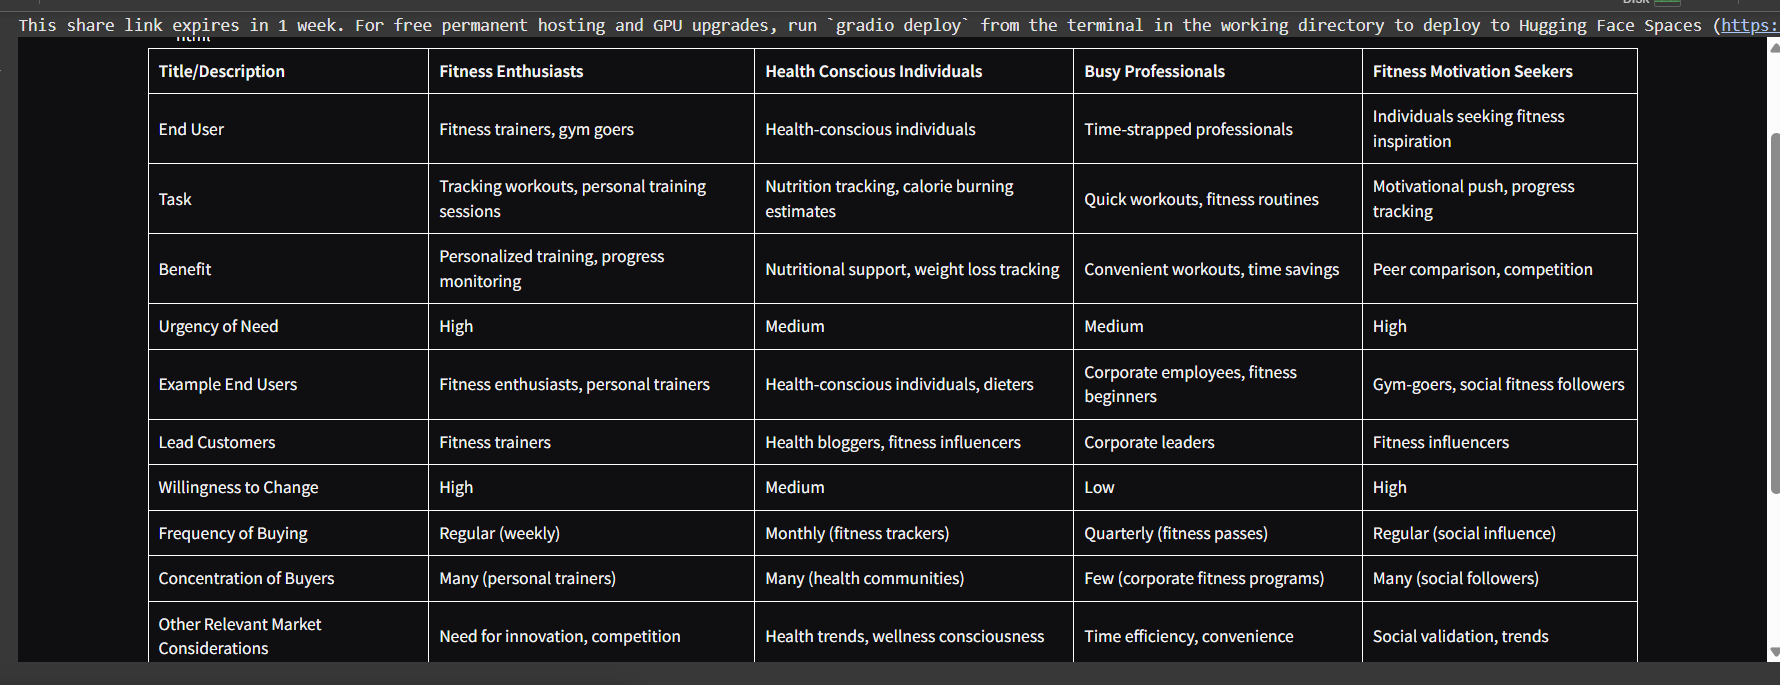 Disk
This share link expires in 1 week. For free permanent hosting and GPU upgrades, run `gradio deploy` from the terminal in the working directory to deploy to Hugging Face Spaces (https:
html
Title/Description Fitness Enthusiasts Health Conscious Individuals Busy Professionals Fitness Motivation Seekers
End User Fitness trainers, gym goers Health-conscious individuals Time-strapped professionals Individuals seeking fitness
inspiration
Task Tracking workouts, personal training
sessions Nutrition tracking, calorie burning
estimates Quick workouts, fitness routines Motivational push, progress
tracking
Benefit Personalized training, progress
monitoring Nutritional support, weight loss tracking Convenient workouts, time savings Peer comparison, competition
Urgency of Need High Medium Medium High
Example End Users Fitness enthusiasts, personal trainers Health-conscious individuals, dieters Corporate employees, fitness
beginners Gym-goers, social fitness followers
Lead Customers Fitness trainers Health bloggers, fitness influencers Corporate leaders Fitness influencers
Willingness to Change High Medium Low High
Frequency of Buying Regular (weekly) Monthly (fitness trackers) Quarterly (fitness passes) Regular (social influence)
Concentration of Buyers Many (personal trainers) Many (health communities) Few (corporate fitness programs) Many (social followers)
Other Relevant Market
Considerations Need for innovation, competition Health trends, wellness consciousness Time efficiency, convenience Social validation, trends